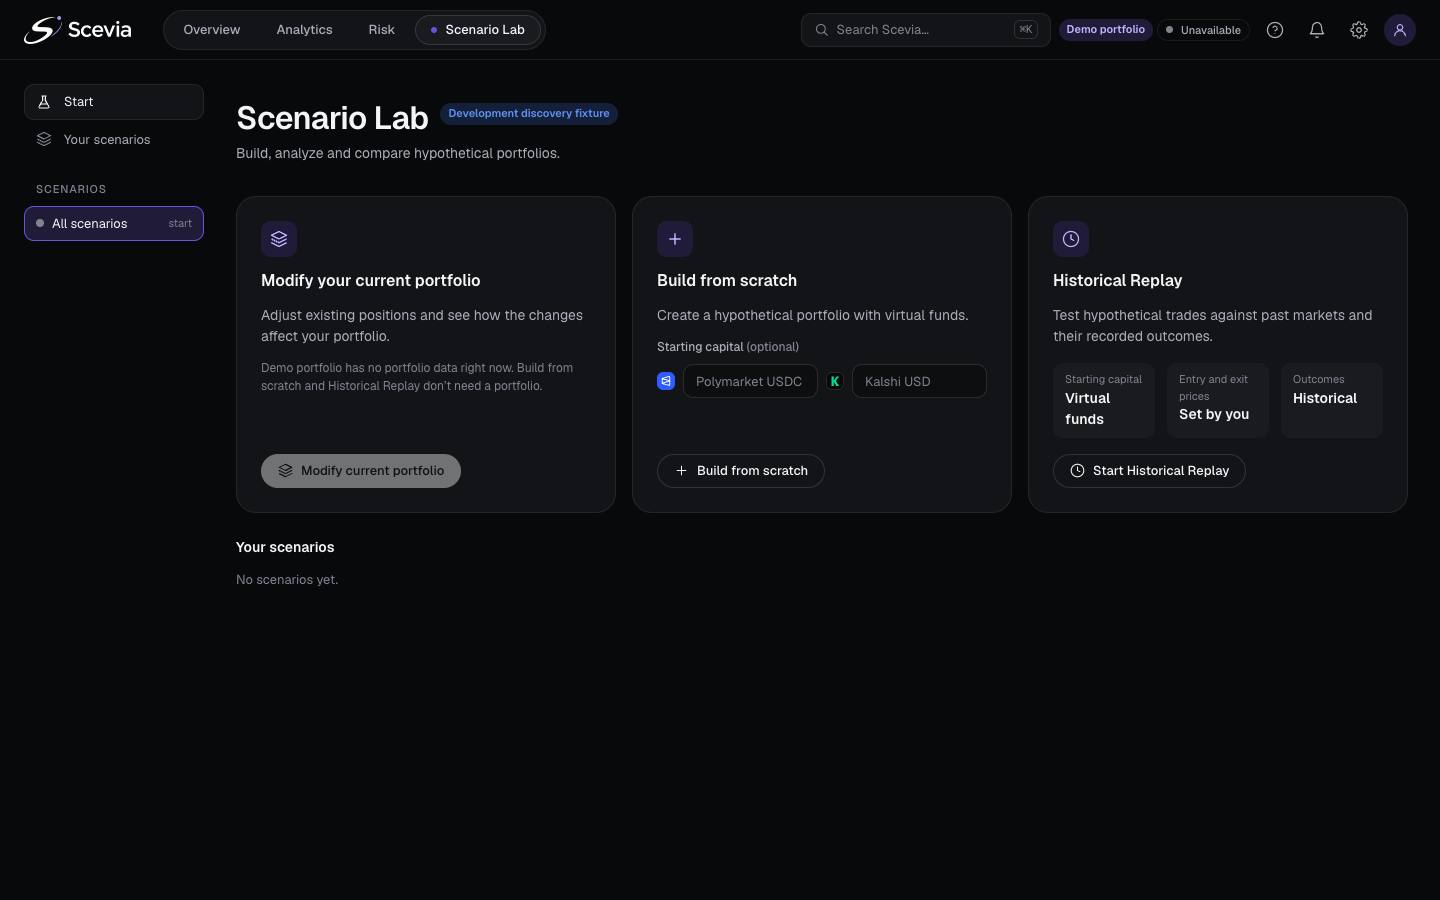 Scevia
Overview
Analytics
Risk
Scenario Lab
Search Scevia...
⌘K
Demo portfolio
Unavailable
Start
Your scenarios
SCENARIOS
All scenarios
start
Scenario Lab
Development discovery fixture
Build, analyze and compare hypothetical portfolios.
Modify your current portfolio
Adjust existing positions and see how the changes
affect your portfolio.
Demo portfolio has no portfolio data right now. Build from
scratch and Historical Replay don’t need a portfolio.
Modify current portfolio
Build from scratch
Create a hypothetical portfolio with virtual funds.
Starting capital (optional)
Polymarket USDC
K
Kalshi USD
Build from scratch
Historical Replay
Test hypothetical trades against past markets and
their recorded outcomes.
Starting capital
Virtual
funds
Entry and exit
prices
Set by you
Outcomes
Historical
Start Historical Replay
Your scenarios
No scenarios yet.